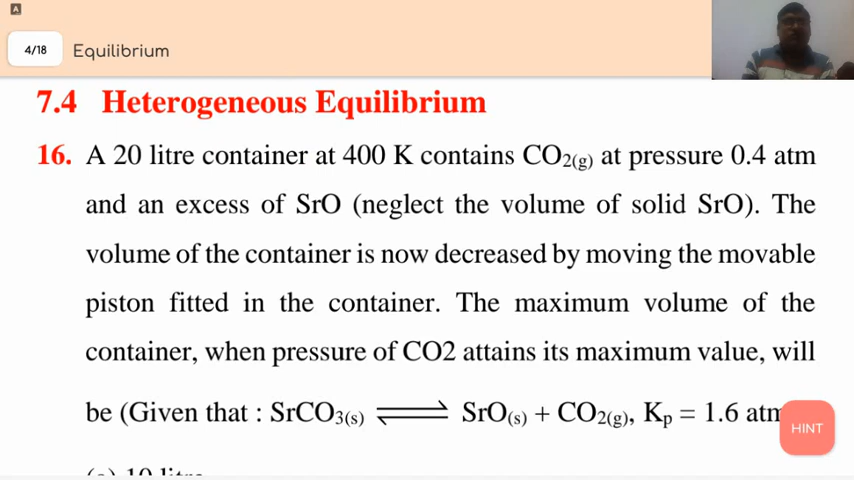 A
4/18 Equilibrium
7.4 Heterogeneous Equilibrium
16. A 20 litre container at 400 K contains CO2(g) at pressure 0.4 atm
and an excess of SrO (neglect the volume of solid SrO). The
volume of the container is now decreased by moving the movable
piston fitted in the container. The maximum volume of the
container, when pressure of CO2 attains its maximum value, will
be (Given that : SrCO3(s) ⇌ SrO(s) + CO2(g), Kp = 1.6 atm
HINT
(a) 10 litre